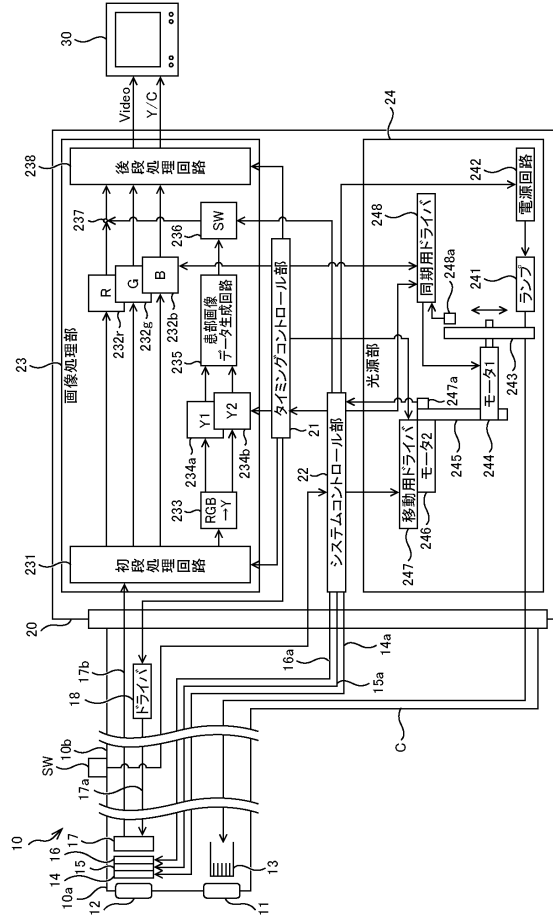 30
Video
Y/C
238
後段処理回路
237
236
SW
R
G
B
232r
232g
232b
235
患部画像
データ生成回路
Y1
Y2
234a
234b
233
RGB
→Y
231
初段処理回路
23
画像処理部
タイミングコントロール部
21
システムコントロール部
22
24
光源部
242
電源回路
241
ランプ
248
同期用ドライバ
248a
243
モータ1
244
245
247a
移動用ドライバ
モータ2
246
247
20
17b
18
ドライバ
16a
15a
14a
C
SW
10b
17a
10
17
16
15
14
10a
12
11
13